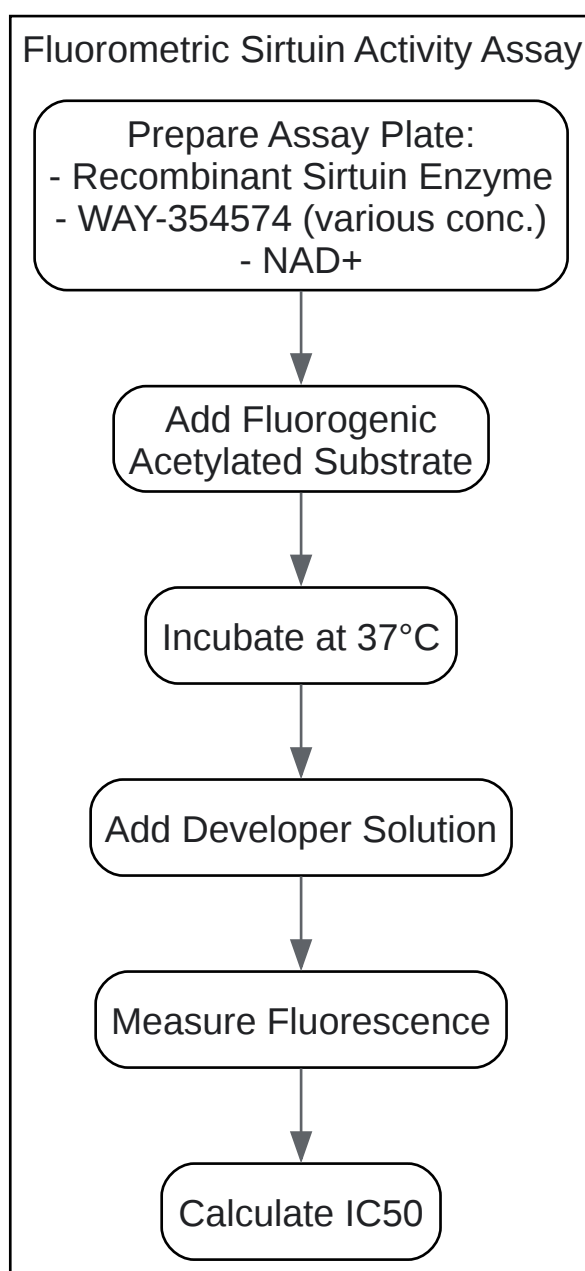 Fluorometric Sirtuin Activity Assay
Prepare Assay Plate:
- Recombinant Sirtuin Enzyme
- WAY-354574 (various conc.)
- NAD+
Add Fluorogenic
Acetylated Substrate
Incubate at 37°C
Add Developer Solution
Measure Fluorescence
Calculate IC50